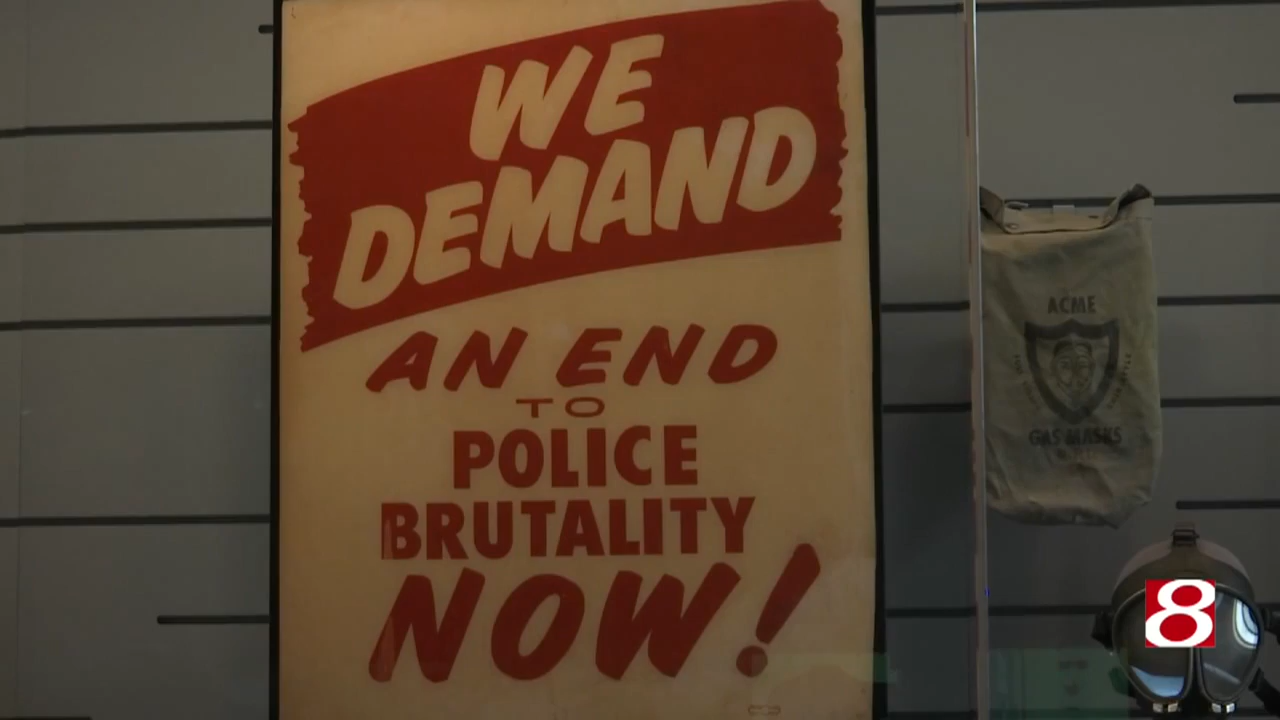 WE
DEMAND
AN END
TO
POLICE
BRUTALITY
NOW!
ACME
GAS MASKS
8